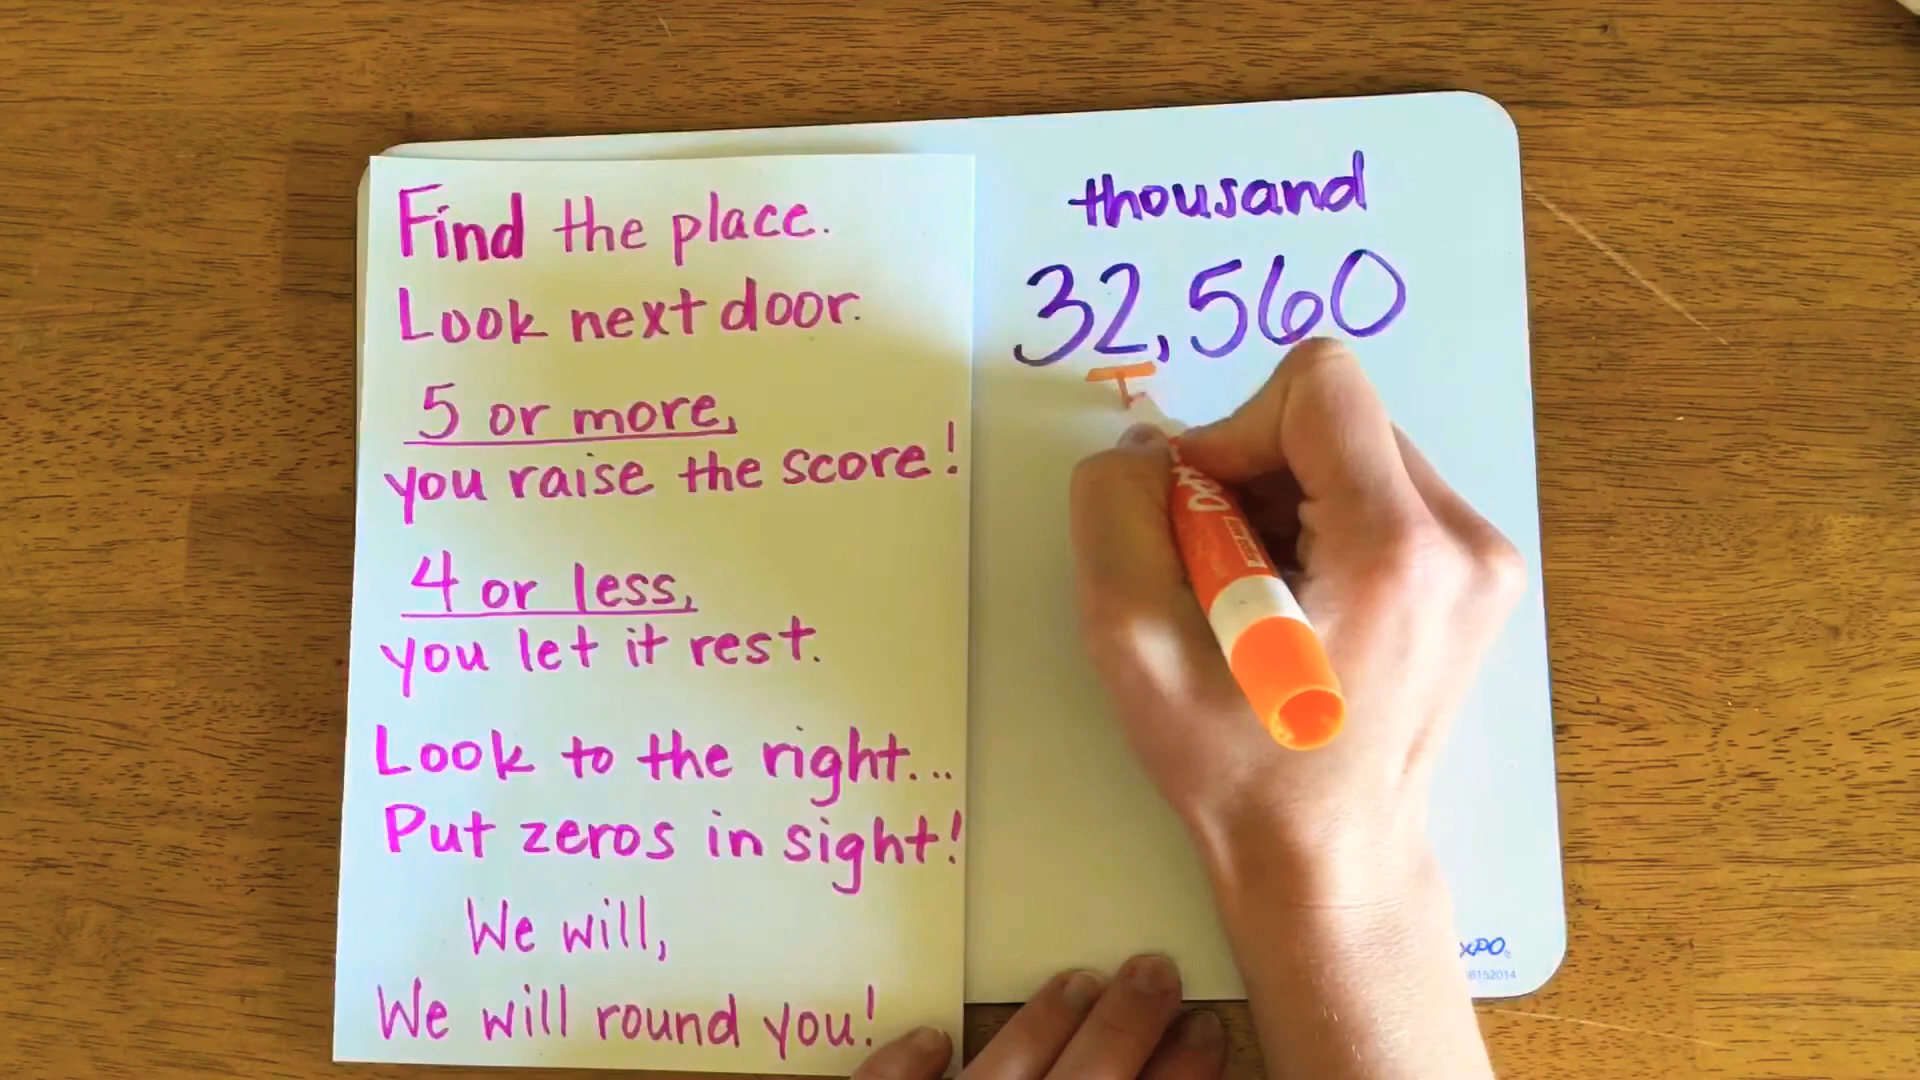 Find the place.
Look next door.
5 or more,
you raise the score!
4 or less,
you let it rest.
Look to the right...
Put zeros in sight!
We will,
We will round you!
thousand
32,560